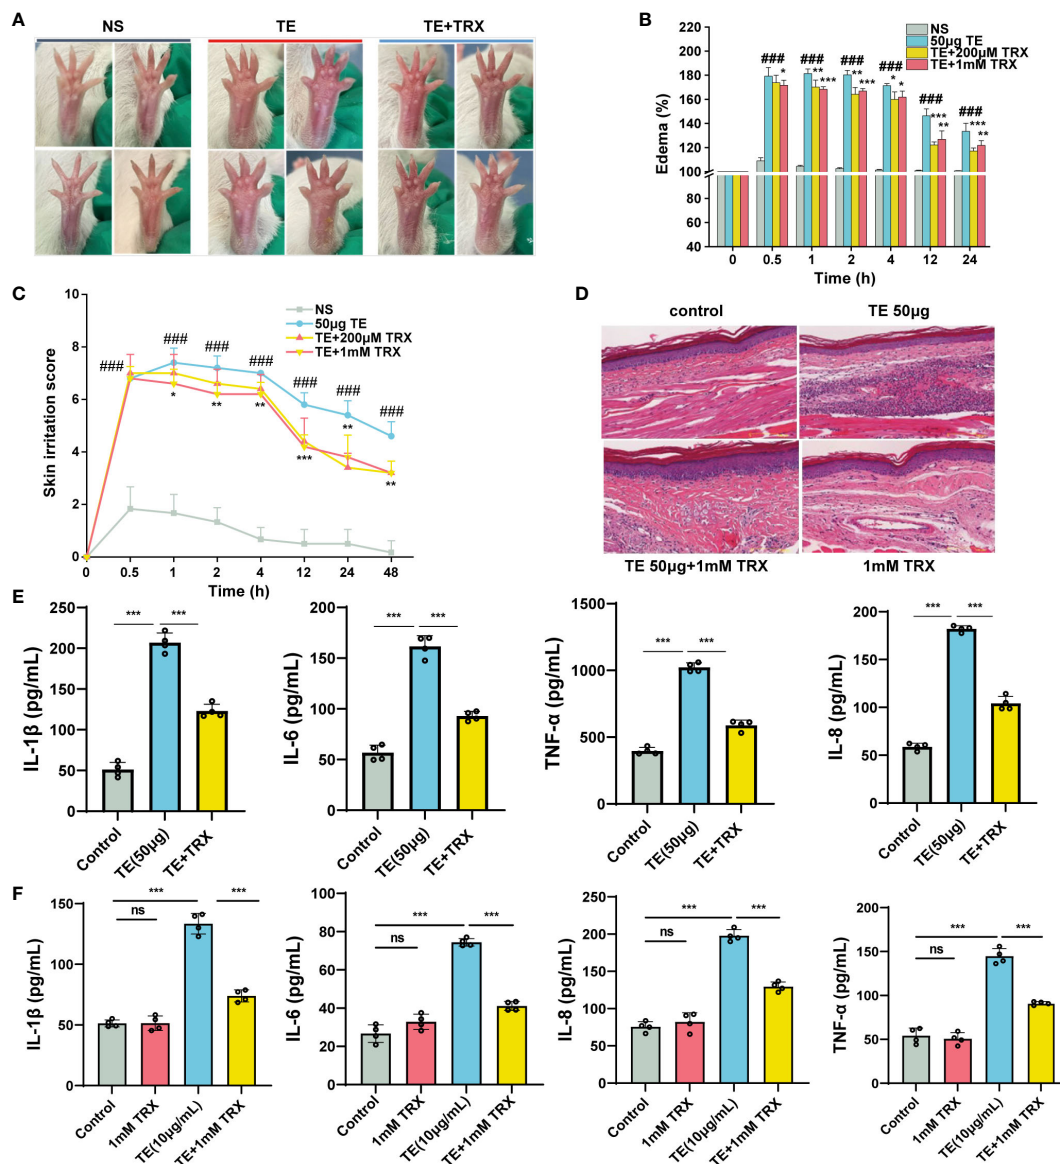 A
NS
TE
TE+TRX
B
Edema (%)
180
160
140
120
100
80
60
40
NS
50μg TE
TE+200μM TRX
TE+1mM TRX
###
###
###
###
###
###
*
**
***
**
***
*
*
***
**
***
**
0
0.5
1
2
4
12
24
Time (h)
C
Skin irritation score
10
8
6
4
2
0
NS
50μg TE
TE+200μM TRX
TE+1mM TRX
###
###
###
###
###
###
###
*
**
**
***
**
**
0
0.5
1
2
4
12
24
48
Time (h)
D
control
TE 50μg
TE 50μg+1mM TRX
1mM TRX
E
IL-1β (pg/mL)
250
200
150
100
50
0
***
***
Control
TE(50μg)
TE+TRX
IL-6 (pg/mL)
200
150
100
50
0
***
***
Control
TE(50μg)
TE+TRX
TNF-α (pg/mL)
1500
1000
500
0
***
***
Control
TE(50μg)
TE+TRX
IL-8 (pg/mL)
200
150
100
50
0
***
***
Control
TE(50μg)
TE+TRX
F
IL-1β (pg/mL)
150
100
50
0
***
***
ns
Control
1mM TRX
TE(10μg/mL)
TE+1mM TRX
IL-6 (pg/mL)
100
80
60
40
20
0
***
***
ns
Control
1mM TRX
TE(10μg/mL)
TE+1mM TRX
IL-8 (pg/mL)
250
200
150
100
50
0
***
***
ns
Control
1mM TRX
TE(10μg/mL)
TE+1mM TRX
TNF-α (pg/mL)
200
150
100
50
0
***
***
ns
Control
1mM TRX
TE(10μg/mL)
TE+1mM TRX